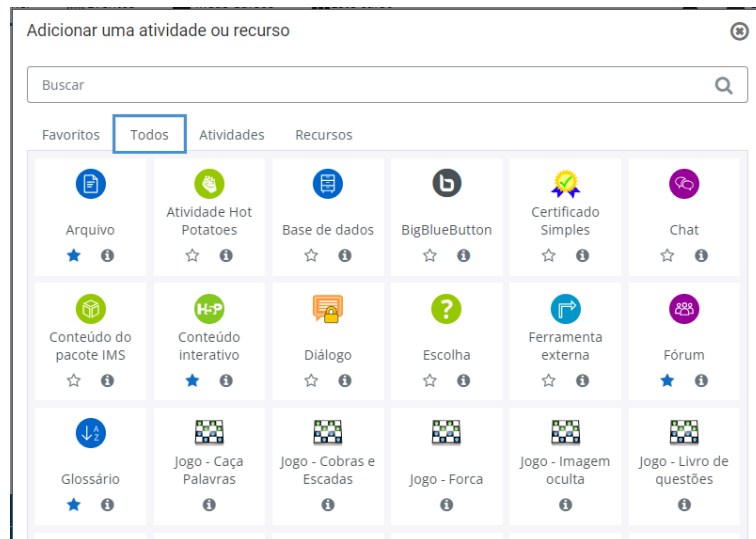 Adicionar uma atividade ou recurso
Buscar
Favoritos Todos Atividades Recursos
Arquivo
Atividade Hot
Potatoes
Base de dados
BigBlueButton
Certificado
Simples
Chat
Conteúdo do
pacote IMS
H-P
Conteúdo
interativo
Diálogo
Escolha
Ferramenta
externa
Fórum
Glossário
Jogo - Caça
Palavras
Jogo - Cobras e
Escadas
Jogo - Forca
Jogo - Imagem
oculta
Jogo - Livro de
questões